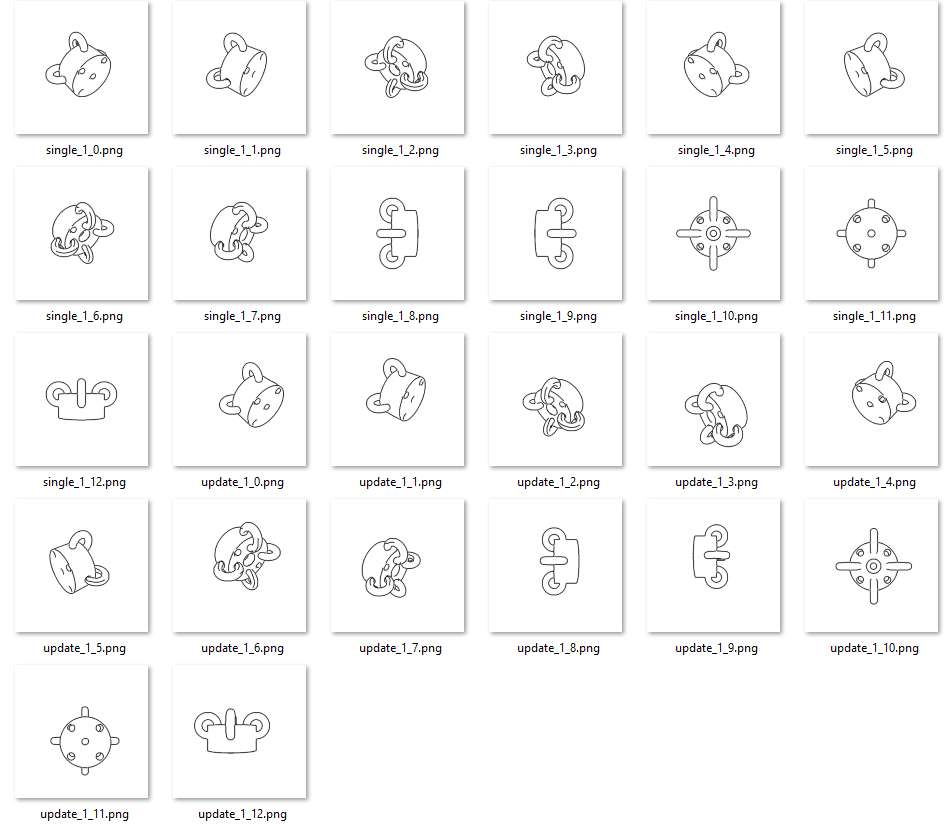 single_1_0.png single_1_1.png single_1_2.png single_1_3.png single_1_4.png single_1_5.png
single_1_6.png single_1_7.png single_1_8.png single_1_9.png single_1_10.png single_1_11.png
single_1_12.png update_1_0.png update_1_1.png update_1_2.png update_1_3.png update_1_4.png
update_1_5.png update_1_6.png update_1_7.png update_1_8.png update_1_9.png update_1_10.png
update_1_11.png update_1_12.png